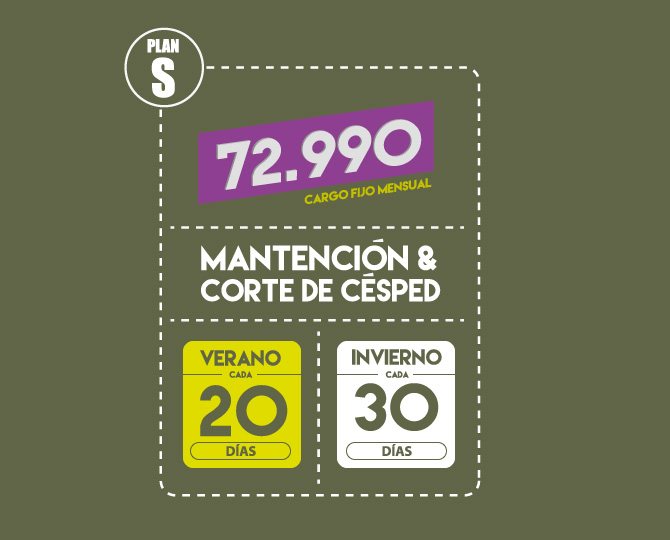 PLAN
S
72.990
CARGO FIJO MENSUAL
MANTENCIÓN &
CORTE DE CÉSPED
VERANO
CADA
20
DÍAS
INVIERNO
CADA
30
DÍAS